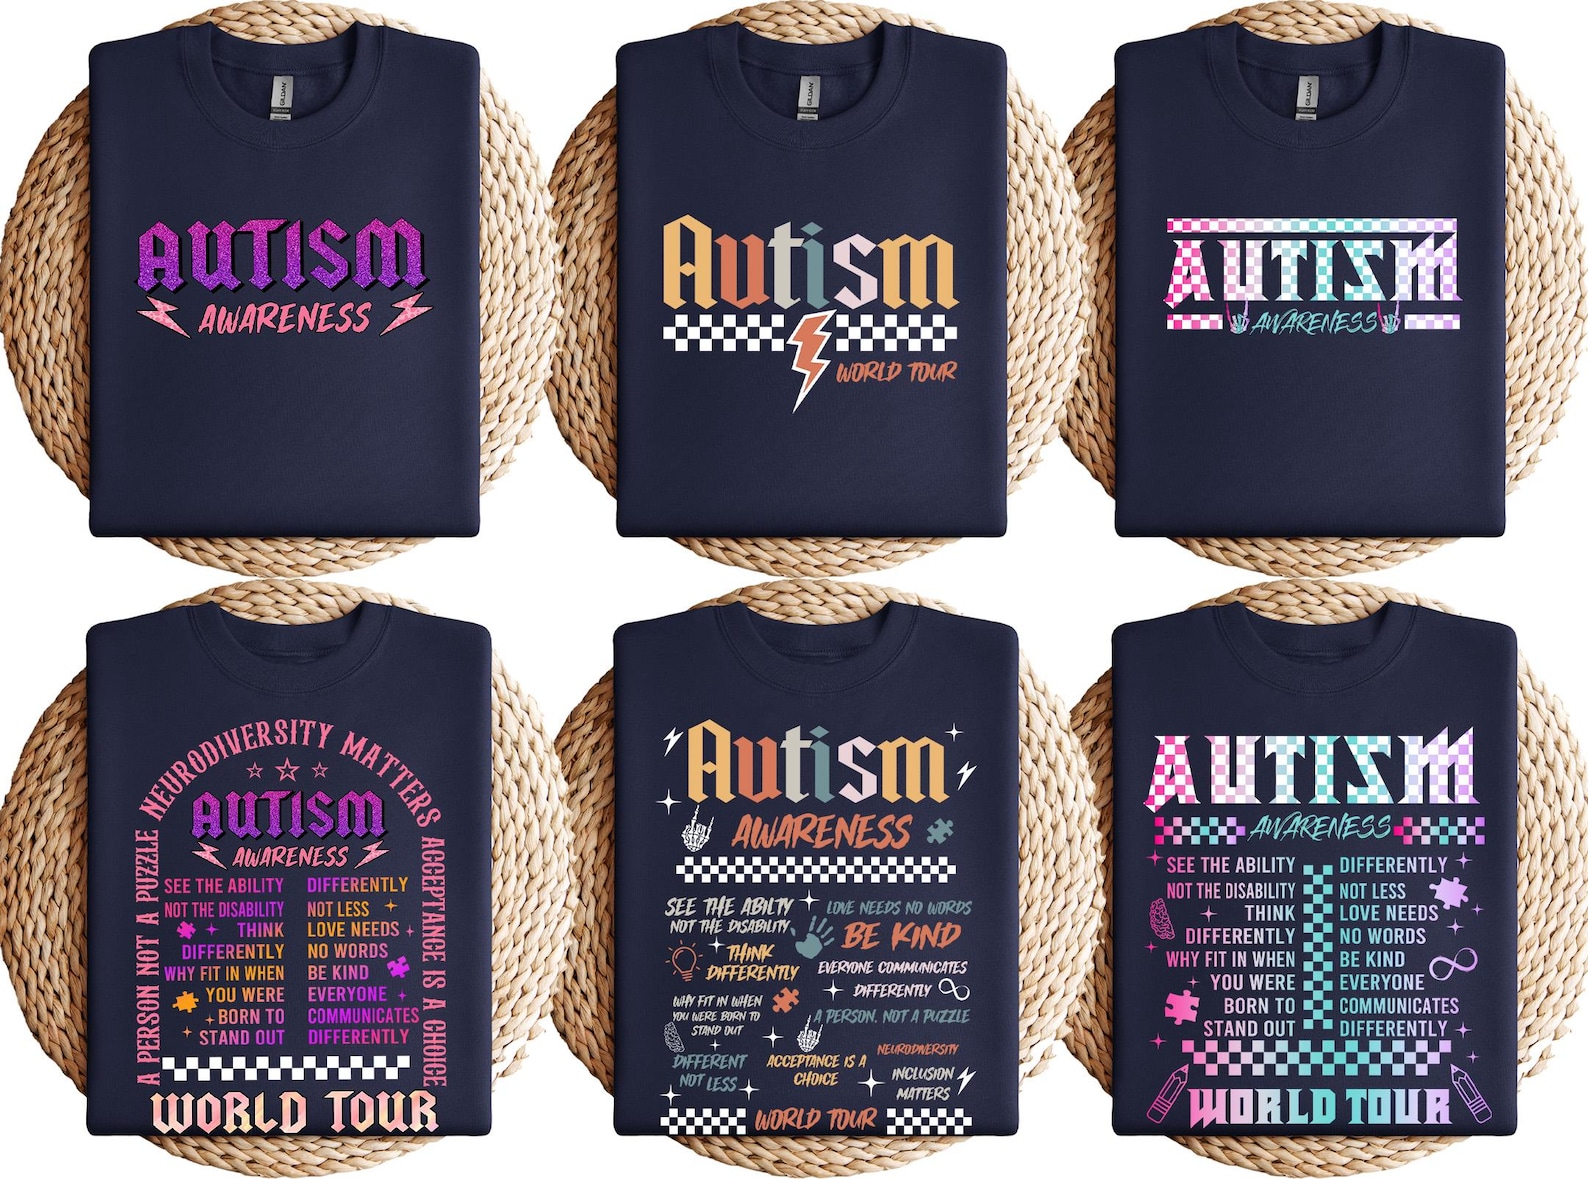 GILDAN
AUTISM
AWARENESS
GILDAN
Autism
WORLD TOUR
GILDAN
AUTISM
AWARENESS
A PERSON NOT A PUZZLE NEURODIVERSITY MATTERS ACCEPTANCE IS A CHOICE
AUTISM
AWARENESS
SEE THE ABILITY DIFFERENTLY
NOT THE DISABILITY NOT LESS
THINK LOVE NEEDS
DIFFERENTLY NO WORDS
WHY FIT IN WHEN BE KIND
YOU WERE EVERYONE
BORN TO COMMUNICATES
STAND OUT DIFFERENTLY
WORLD TOUR
Autism
AWARENESS
SEE THE ABILTY
NOT THE DISABILITY
LOVE NEEDS NO WORDS
BE KIND
THINK
DIFFERENTLY
EVERYONE COMMUNICATES
DIFFERENTLY
WHY FIT IN WHEN
YOU WERE BORN TO
STAND OUT
A PERSON, NOT A PUZZLE
DIFFERENT
NOT LESS
ACCEPTANCE IS A
CHOICE
NEURODIVERSITY
INCLUSION
MATTERS
WORLD TOUR
AUTISM
AWARENESS
SEE THE ABILITY DIFFERENTLY
NOT THE DISABILITY NOT LESS
THINK LOVE NEEDS
DIFFERENTLY NO WORDS
WHY FIT IN WHEN BE KIND
YOU WERE EVERYONE
BORN TO COMMUNICATES
STAND OUT DIFFERENTLY
WORLD TOUR